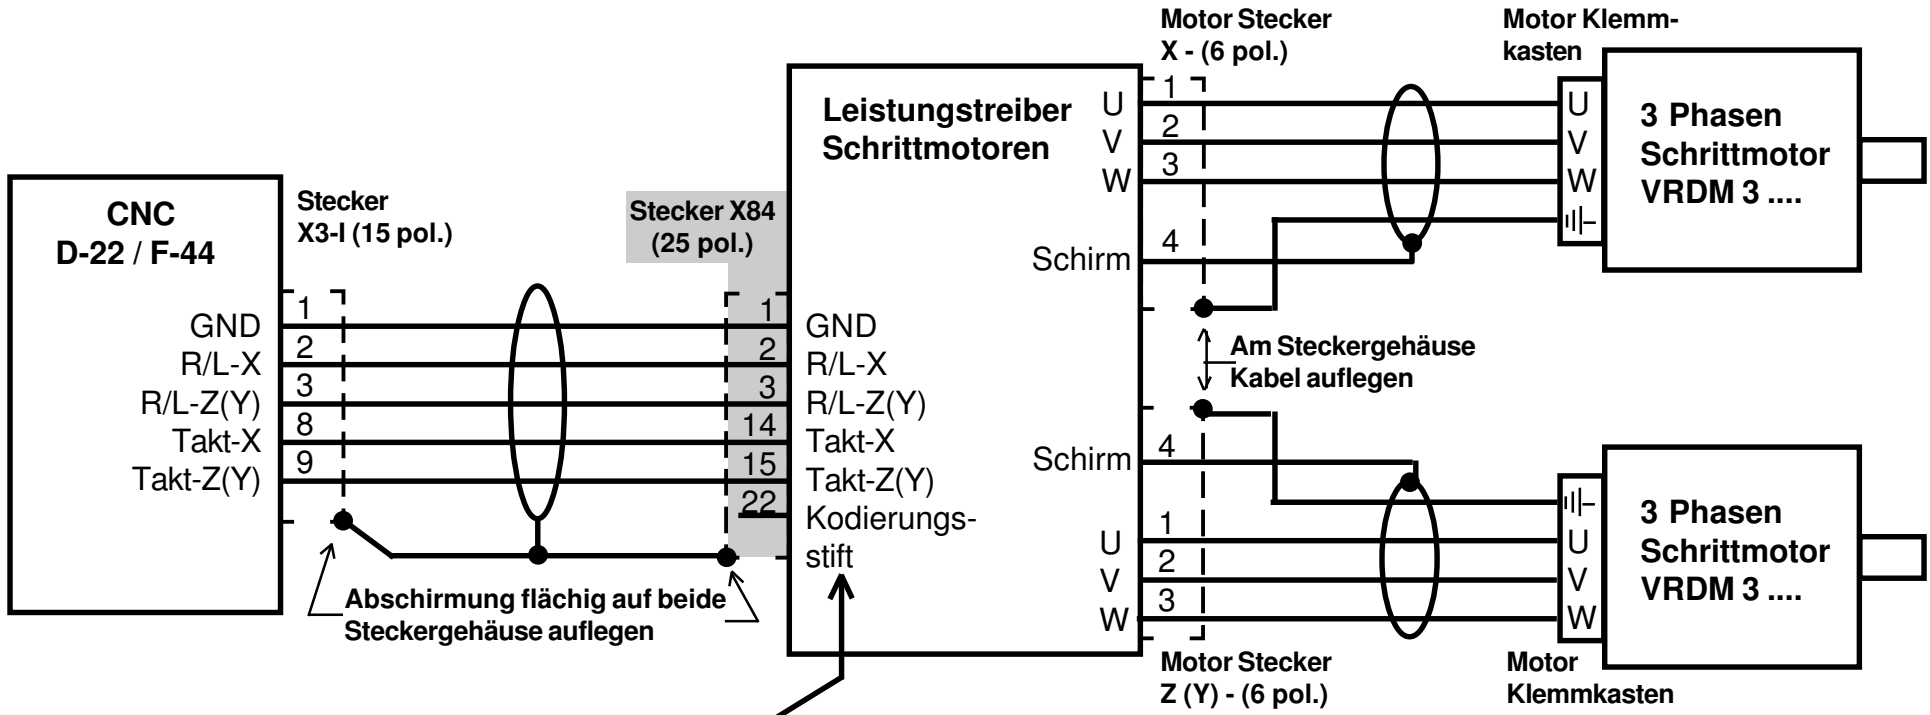 CNC
D-22 / F-44
GND
R/L-X
R/L-Z(Y)
Takt-X
Takt-Z(Y)
Stecker
X3-I (15 pol.)
1
2
3
8
9
Abschirmung flächig auf beide
Steckergehäuse auflegen
Stecker X84
(25 pol.)
1
2
3
14
15
22
Leistungstreiber
Schrittmotoren
GND
R/L-X
R/L-Z(Y)
Takt-X
Takt-Z(Y)
Kodierungs-
stift
U
V
W
Schirm
Schirm
U
V
W
Motor Stecker
X - (6 pol.)
1
2
3
4
Am Steckergehäuse
Kabel auflegen
4
1
2
3
Motor Stecker
Z (Y) - (6 pol.)
Motor Klemm-
kasten
U
V
W
3 Phasen
Schrittmotor
VRDM 3 ....
U
V
W
3 Phasen
Schrittmotor
VRDM 3 ....
Motor
Klemmkasten